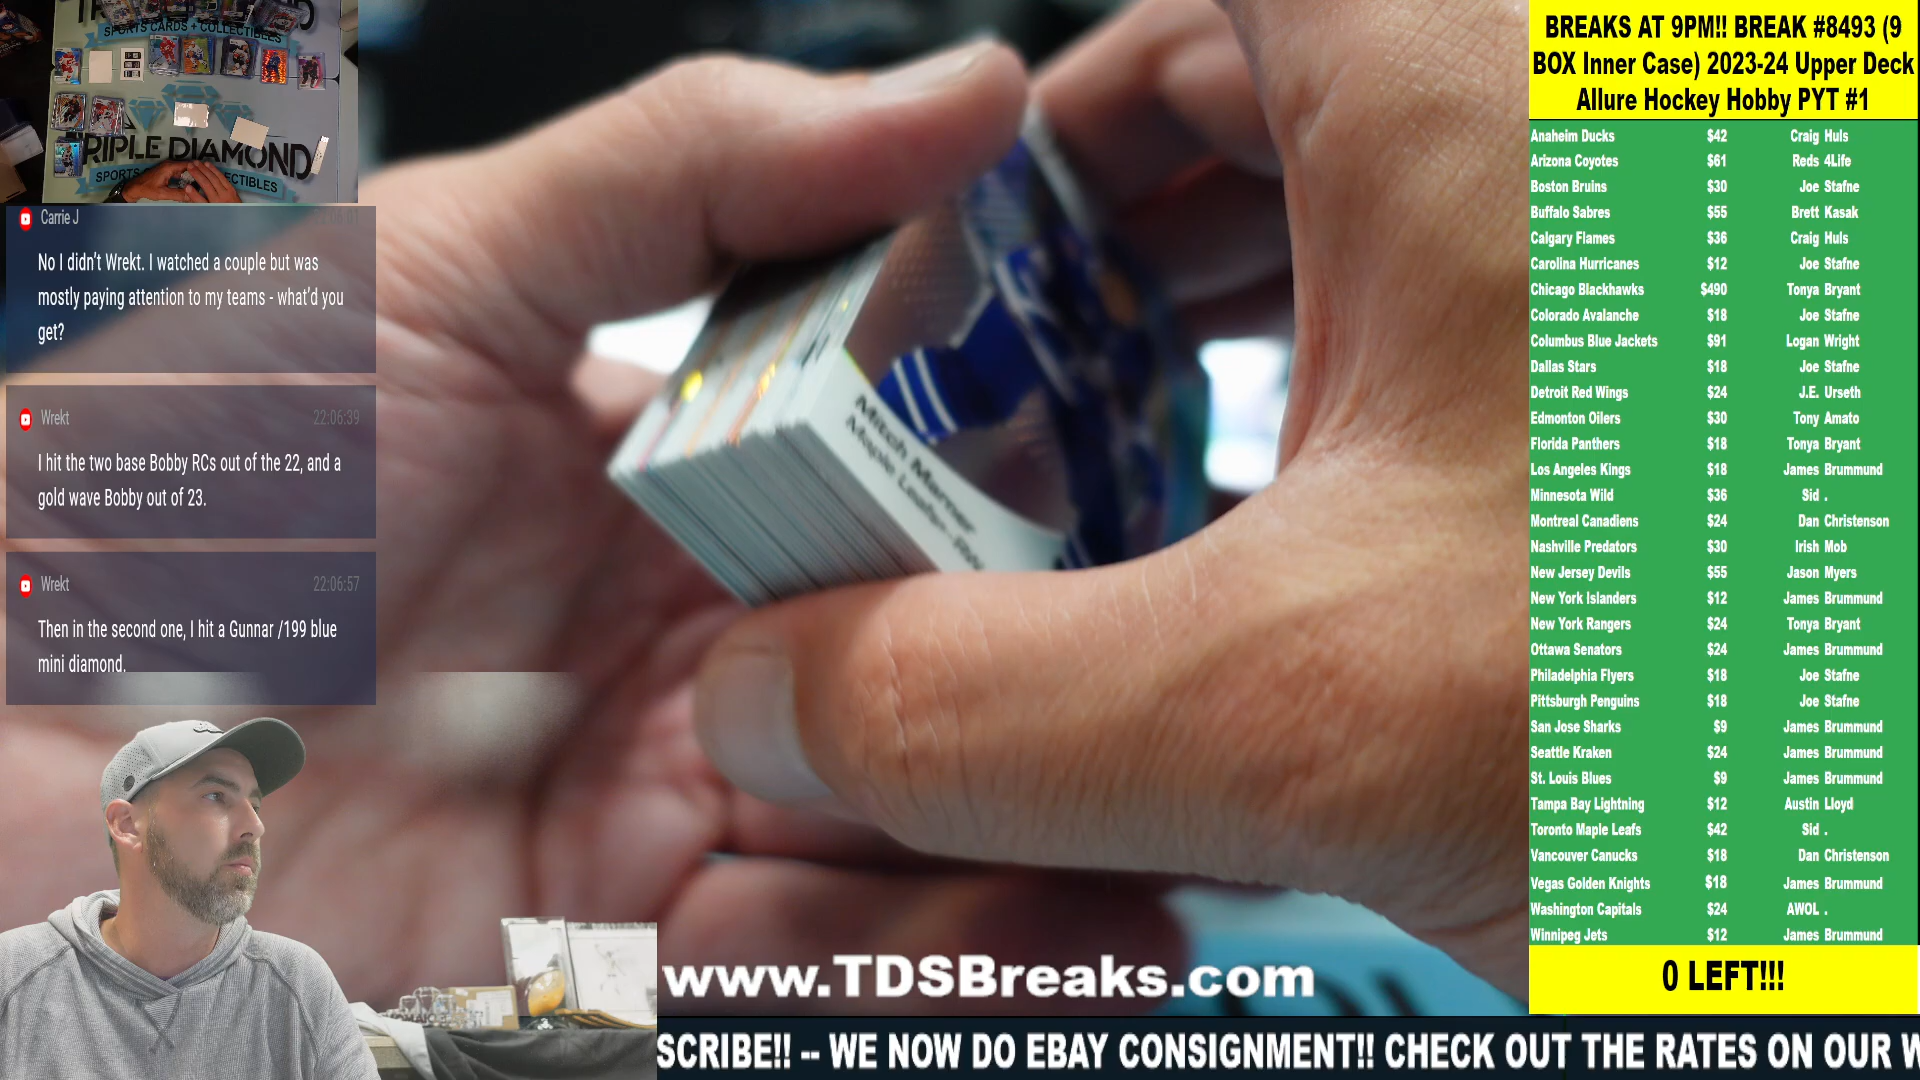 SPORTS CARDS + COLLECTIBLES
TRIPLE DIAMOND
SPORTS
ECTIBLES
Carrie J
No I didn't Wrekt. I watched a couple but was
mostly paying attention to my teams - what'd you
get?
Wrekt 22:06:39
I hit the two base Bobby RCs out of the 22, and a
gold wave Bobby out of 23.
Wrekt 22:06:57
Then in the second one, I hit a Gunnar /199 blue
mini diamond.
Mitch Marner
Maple Leafs
www.TDSBreaks.com
SCRIBE!! -- WE NOW DO EBAY CONSIGNMENT!! CHECK OUT THE RATES ON OUR W
BREAKS AT 9PM!! BREAK #8493 (9
BOX Inner Case) 2023-24 Upper Deck
Allure Hockey Hobby PYT #1
Anaheim Ducks $42 Craig Huls
Arizona Coyotes $61 Reds 4Life
Boston Bruins $30 Joe Stafne
Buffalo Sabres $55 Brett Kasak
Calgary Flames $36 Craig Huls
Carolina Hurricanes $12 Joe Stafne
Chicago Blackhawks $490 Tonya Bryant
Colorado Avalanche $18 Joe Stafne
Columbus Blue Jackets $91 Logan Wright
Dallas Stars $18 Joe Stafne
Detroit Red Wings $24 J.E. Urseth
Edmonton Oilers $30 Tony Amato
Florida Panthers $18 Tonya Bryant
Los Angeles Kings $18 James Brummund
Minnesota Wild $36 Sid .
Montreal Canadiens $24 Dan Christenson
Nashville Predators $30 Irish Mob
New Jersey Devils $55 Jason Myers
New York Islanders $12 James Brummund
New York Rangers $24 Tonya Bryant
Ottawa Senators $24 James Brummund
Philadelphia Flyers $18 Joe Stafne
Pittsburgh Penguins $18 Joe Stafne
San Jose Sharks $9 James Brummund
Seattle Kraken $24 James Brummund
St. Louis Blues $9 James Brummund
Tampa Bay Lightning $12 Austin Lloyd
Toronto Maple Leafs $42 Sid .
Vancouver Canucks $18 Dan Christenson
Vegas Golden Knights $18 James Brummund
Washington Capitals $24 AWOL .
Winnipeg Jets $12 James Brummund
0 LEFT!!!